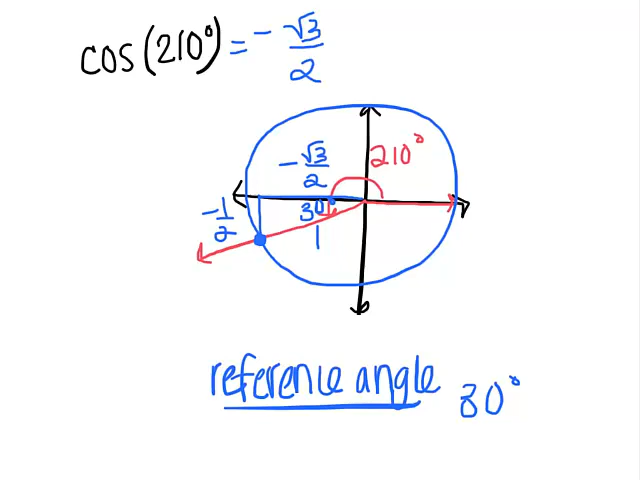 cos(210°) = -√3/2
210°
-√3/2
-1/2
30°
1
reference angle 30°